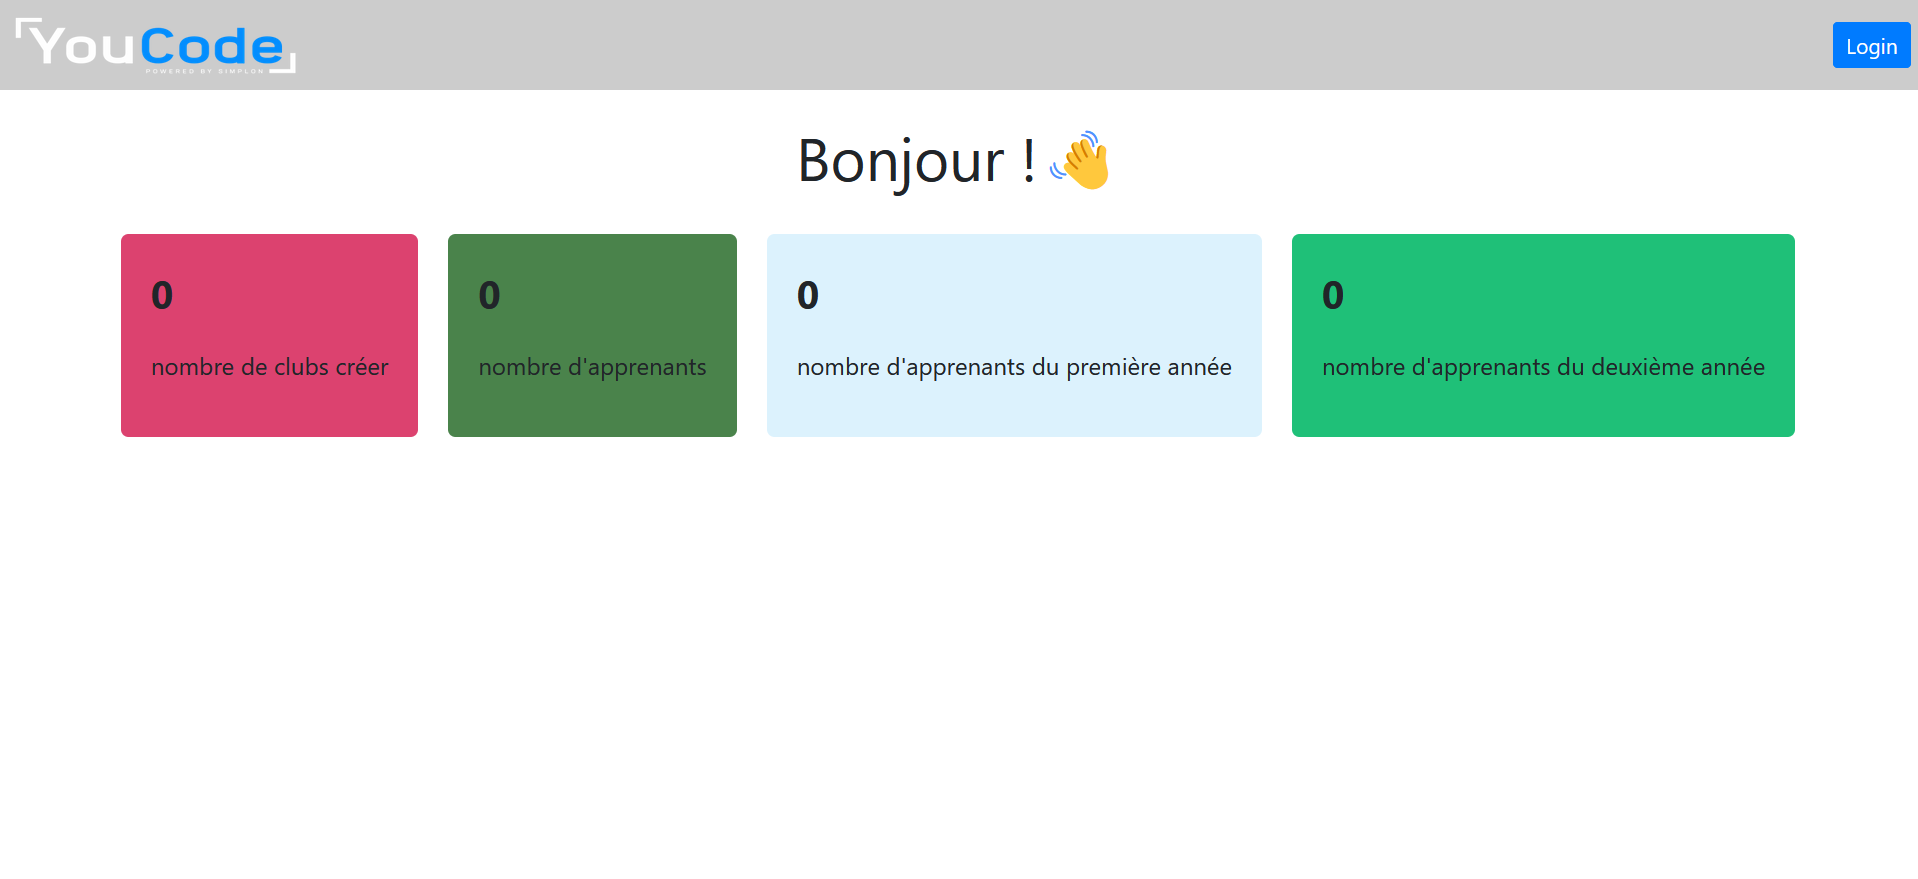 YouCode
POWERED BY SIMPLON
Login
Bonjour ! 👋
0
nombre de clubs créer
0
nombre d'apprenants
0
nombre d'apprenants du première année
0
nombre d'apprenants du deuxième année